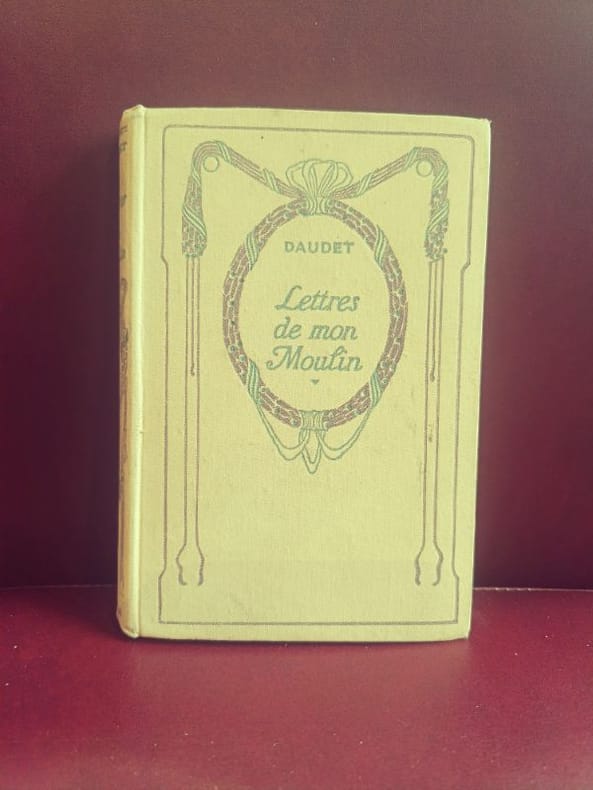 DAUDET
Lettres
de mon
Moulin